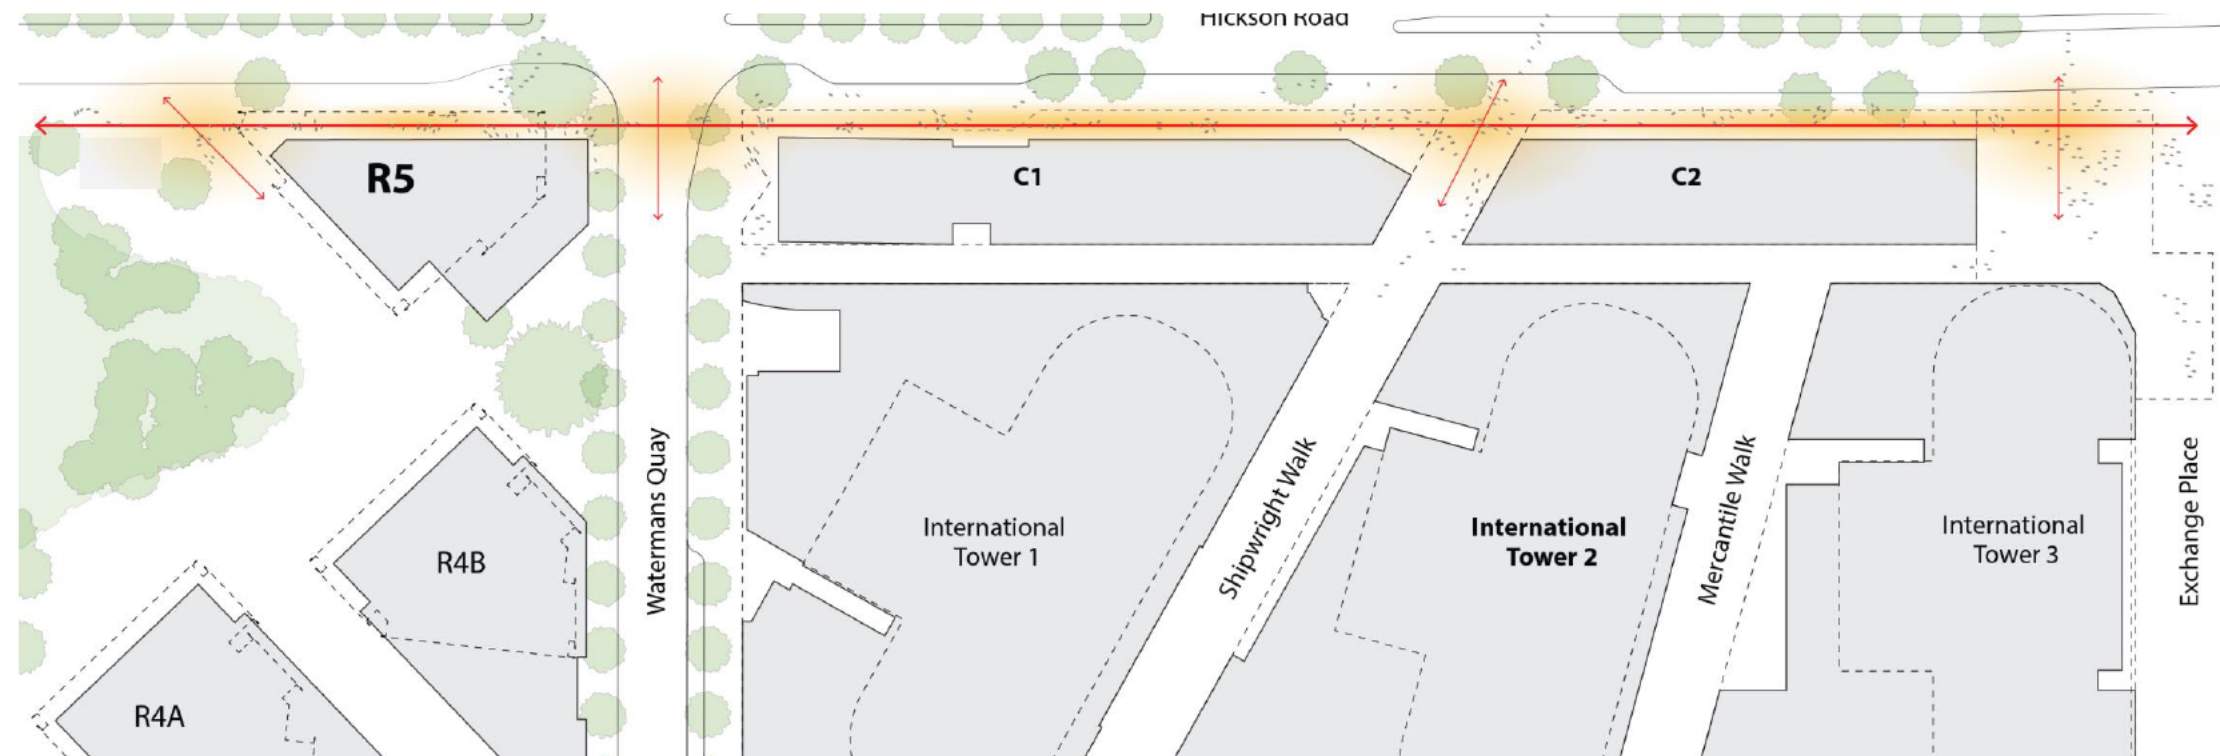 Hickson Road
R5
C1
C2
Watermans Quay
International
Tower 1
Shipwright Walk
International
Tower 2
Mercantile Walk
International
Tower 3
Exchange Place
R4B
R4A